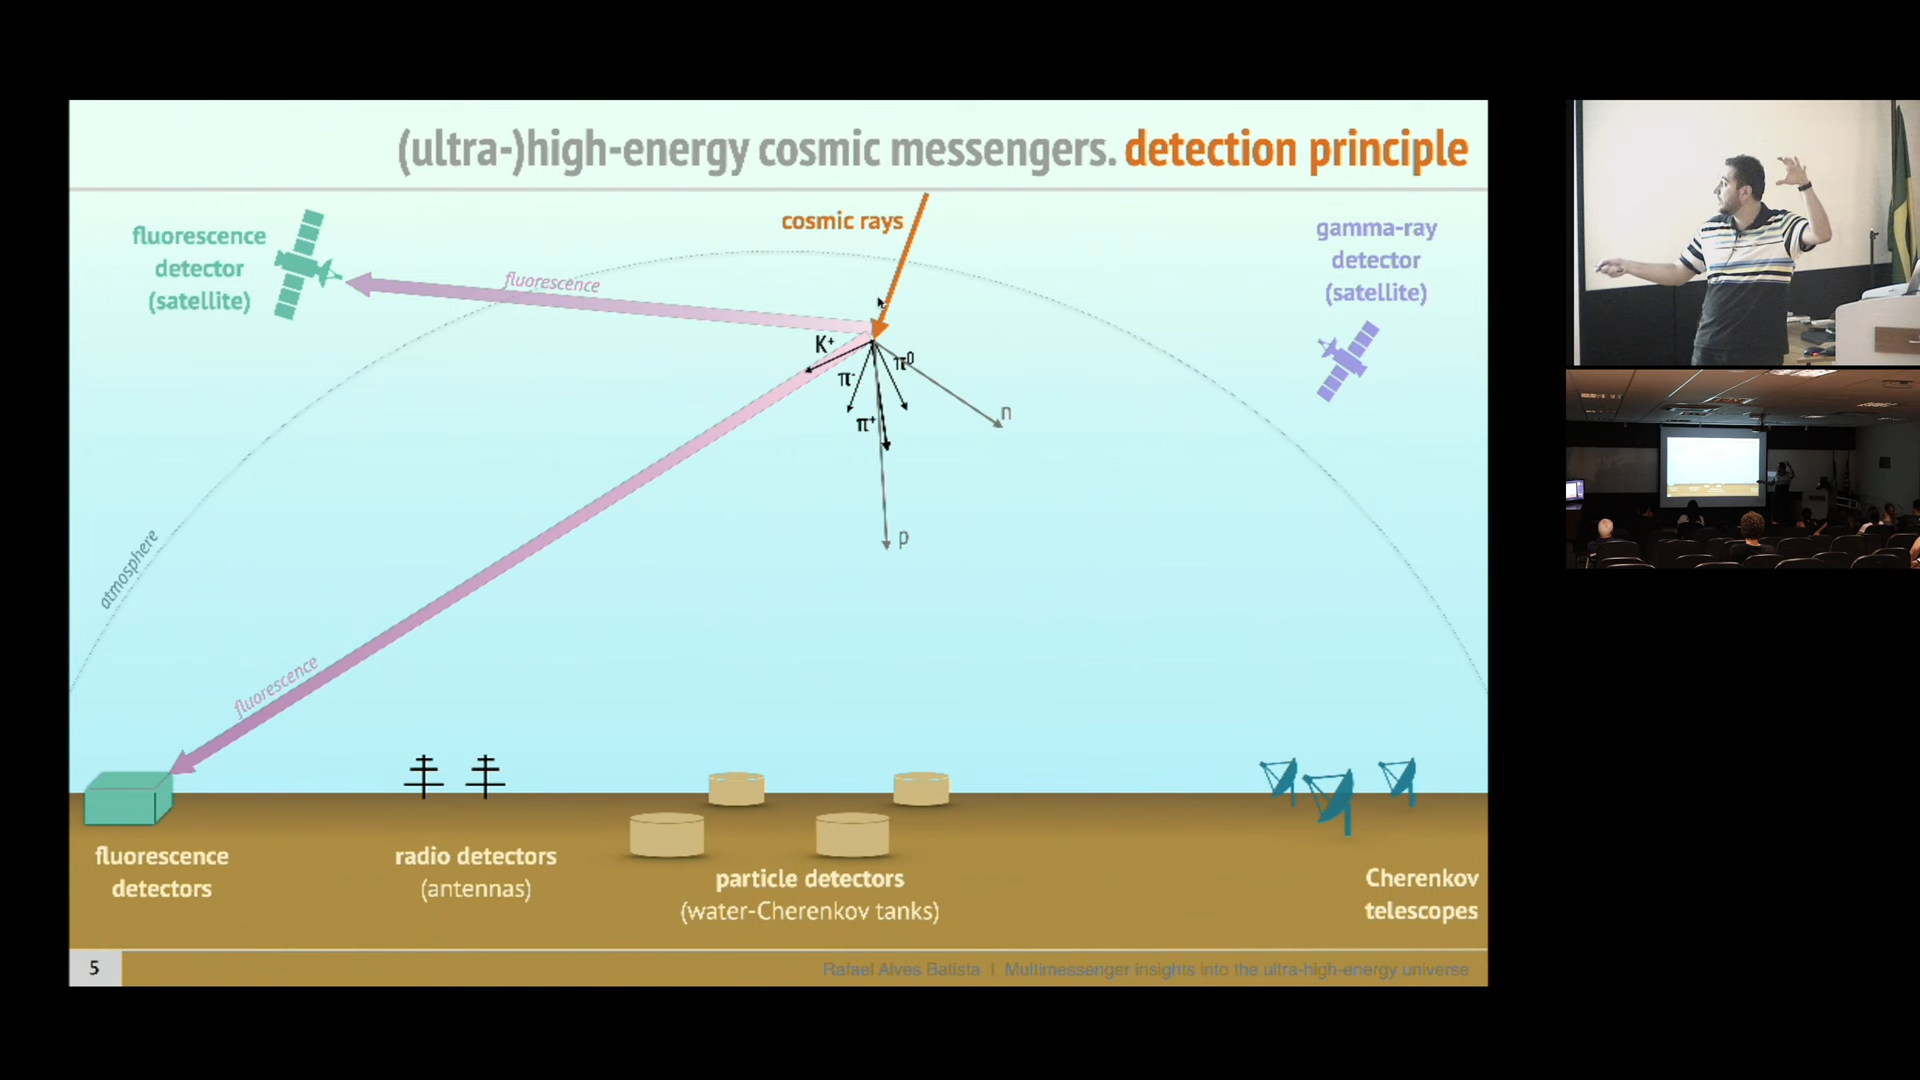 (ultra-)high-energy cosmic messengers. detection principle
cosmic rays
fluorescence
detector
(satellite)
fluorescence
gamma-ray
detector
(satellite)
K⁺
π⁰
π⁻
π⁺
n
p
atmosphere
fluorescence
fluorescence
detectors
radio detectors
(antennas)
particle detectors
(water-Cherenkov tanks)
Cherenkov
telescopes
5
Rafael Alves Batista | Multimessenger insights into the ultra-high-energy universe